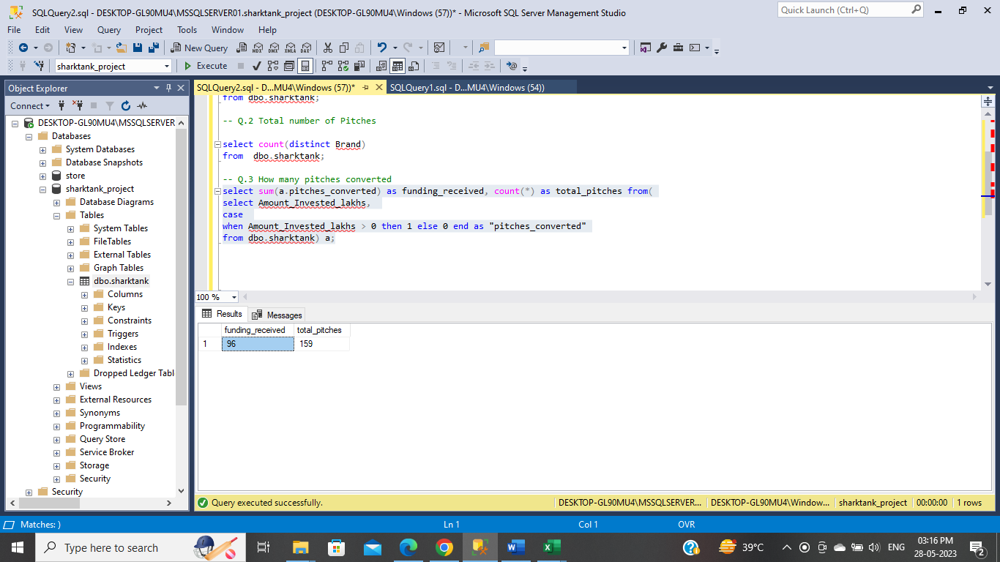 SQLQuery2.sql - DESKTOP-GL90MU4\MSSQLSERVER01.sharktank_project (DESKTOP-GL90MU4\Windows (57))* - Microsoft SQL Server Management Studio
Quick Launch (Ctrl+Q)
File Edit View Query Project Tools Window Help
New Query MDX DMX XMLA DAX
sharktank_project Execute
Object Explorer
SQLQuery2.sql - D...MU4\Windows (57))* SQLQuery1.sql - D...MU4\Windows (54))
Connect
DESKTOP-GL90MU4\MSSQLSERVER
Databases
System Databases
Database Snapshots
store
sharktank_project
Database Diagrams
Tables
System Tables
FileTables
External Tables
Graph Tables
dbo.sharktank
Columns
Keys
Constraints
Triggers
Indexes
Statistics
Dropped Ledger Tabl
Views
External Resources
Synonyms
Programmability
Query Store
Service Broker
Storage
Security
Security
from dbo.sharktank;
-- Q.2 Total number of Pitches
select count(distinct Brand)
from dbo.sharktank;
-- Q.3 How many pitches converted
select sum(a.pitches_converted) as funding_received, count(*) as total_pitches from(
select Amount_Invested_lakhs,
case
when Amount_Invested_lakhs > 0 then 1 else 0 end as "pitches_converted"
from dbo.sharktank) a;
100 %
Results Messages
funding_received total_pitches
1 96 159
Query executed successfully. DESKTOP-GL90MU4\MSSQLSERVER... DESKTOP-GL90MU4\Window... sharktank_project 00:00:00 1 rows
Matches: ) Ln 1 Col 1 OVR
Type here to search 39°C ENG 03:16 PM
28-05-2023
2